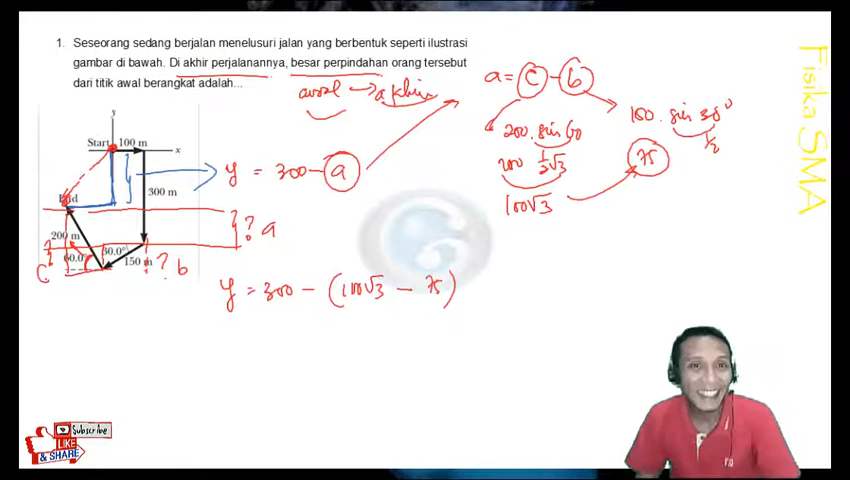 1. Seseorang sedang berjalan menelusuri jalan yang berbentuk seperti ilustrasi
gambar di bawah. Di akhir perjalanannya, besar perpindahan orang tersebut
dari titik awal berangkat adalah...
awal → akhir
a = c - b
200 . sin 60
200 ½√3
100√3
150 . sin 30°
½
75
y
Start 100 m
x
300 m
End
200 m
60.0°
30.0°
150 m
c ?
? b
? a
y = 300 - a
y = 300 - (100√3 - 75)
Fisika SMA
Subscribe
LIKE
& SHARE